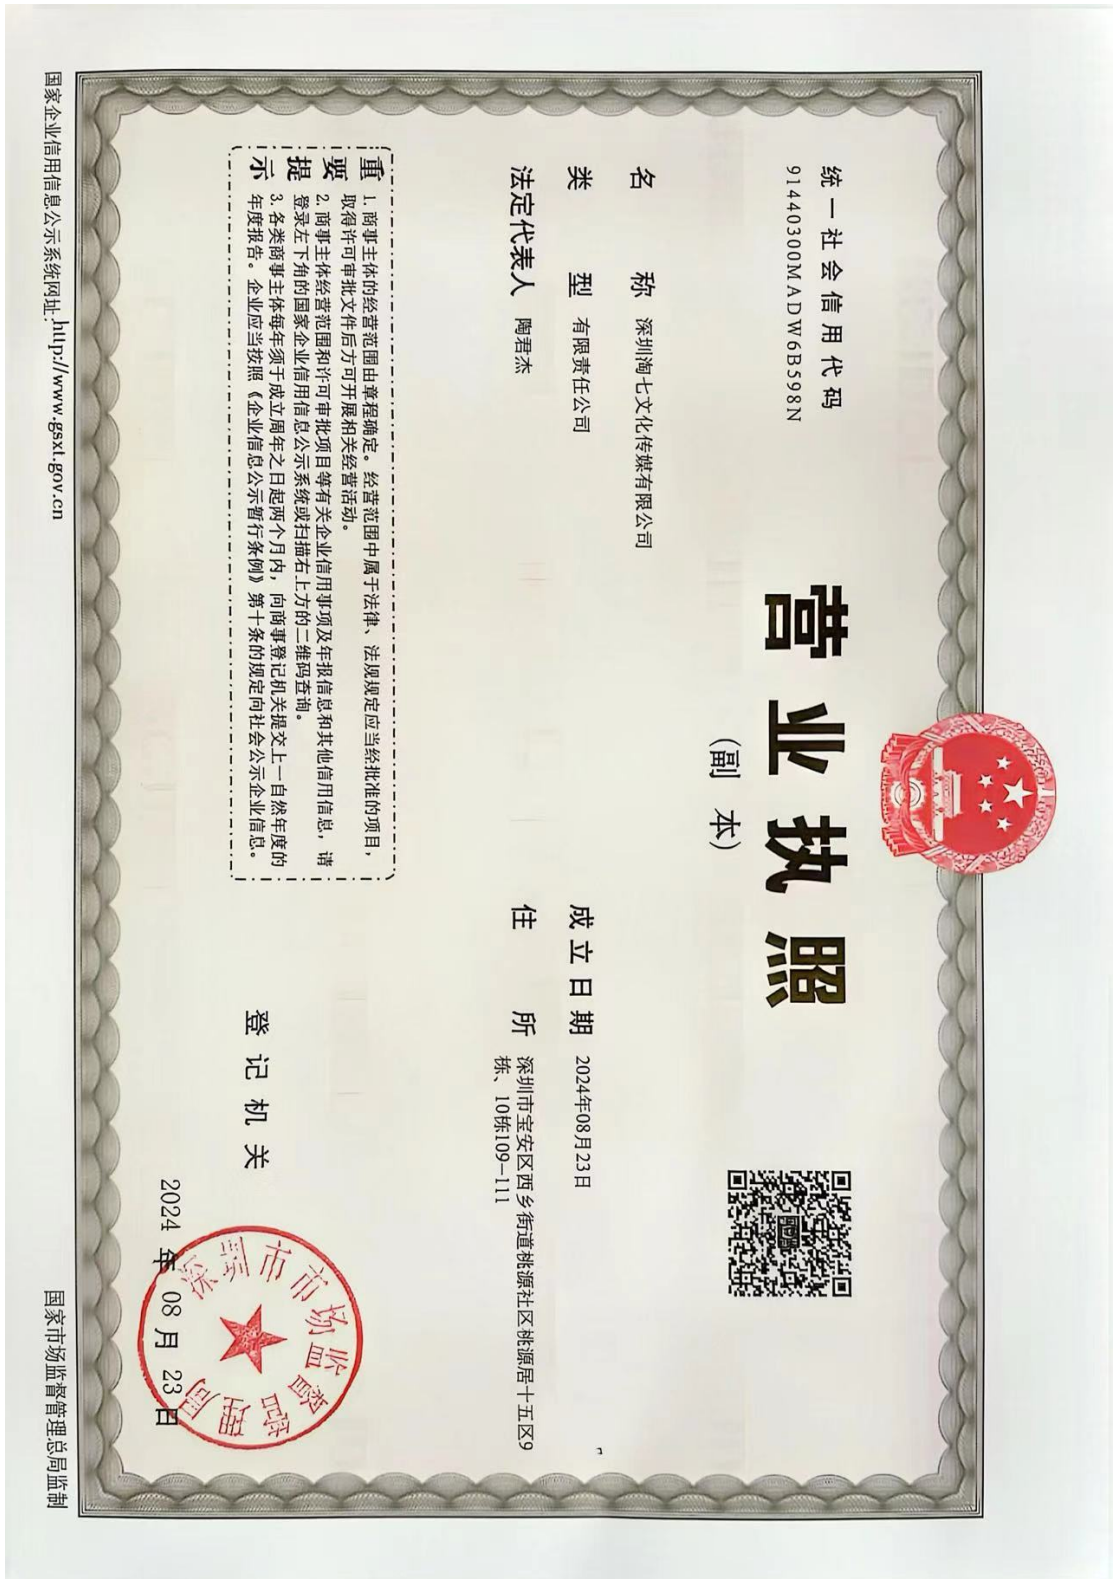 统一社会信用代码
91440300MADW6B598N
营业执照
(副本)
名称 深圳淘七文化传媒有限公司
类型 有限责任公司
法定代表人 陶君杰
成立日期 2024年08月23日
住所 深圳市宝安区西乡街道桃源社区桃源居十五区9
栋、10栋109-111
重要提示
1. 商事主体的经营范围由章程确定。经营范围中属于法律、法规规定应当经批准的项目，
取得许可审批文件后方可开展相关经营活动。
2. 商事主体经营范围和许可审批项目等有关企业信用事项及年报信息和其他信用信息，请
登录左下角的国家企业信用信息公示系统或扫描右上方的二维码查询。
3. 各类商事主体每年须于成立周年之日起两个月内，向商事登记机关提交上一自然年度的
年度报告。企业应当按照《企业信息公示暂行条例》第十条的规定向社会公示企业信息。
登记机关
深圳市市场监督管理局
2024年08月23日
国家企业信用信息公示系统网址:http://www.gsxt.gov.cn
国家市场监督管理总局监制